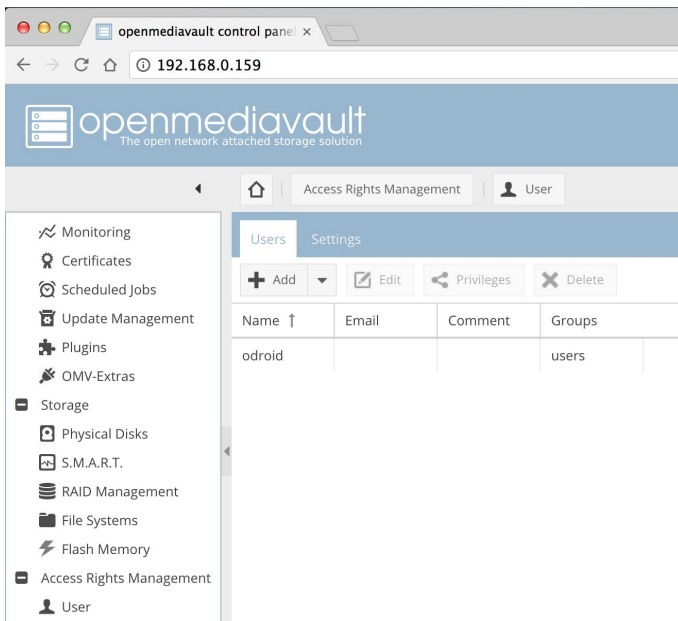 openmediavault control panel ×
192.168.0.159
openmediavault
The open network attached storage solution
Access Rights Management
User
Monitoring
Certificates
Scheduled Jobs
Update Management
Plugins
OMV-Extras
Storage
Physical Disks
S.M.A.R.T.
RAID Management
File Systems
Flash Memory
Access Rights Management
User
Users Settings
Add Edit Privileges Delete
Name ↑ Email Comment Groups
odroid users